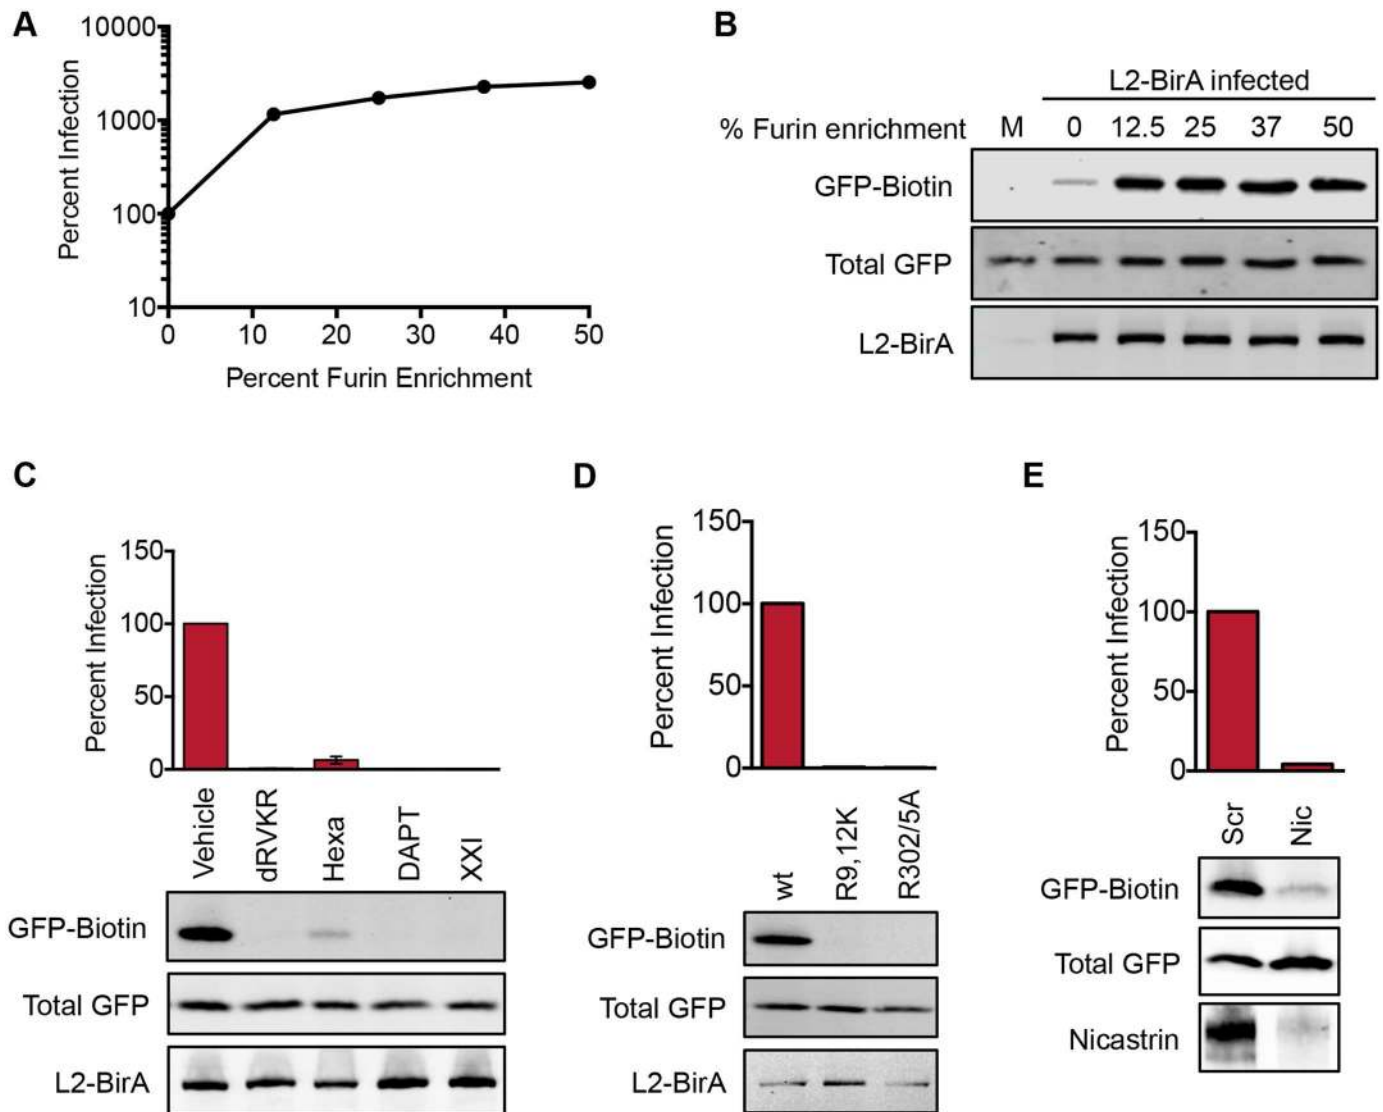 A
10000
1000
100
10
Percent Infection
0 10 20 30 40 50
Percent Furin Enrichment
B
L2-BirA infected
% Furin enrichment M 0 12.5 25 37 50
GFP-Biotin
Total GFP
L2-BirA
C
150
100
50
0
Percent Infection
Vehicle dRVKR Hexa DAPT XXI
GFP-Biotin
Total GFP
L2-BirA
D
150
100
50
0
Percent Infection
wt R9,12K R302/5A
GFP-Biotin
Total GFP
L2-BirA
E
150
100
50
0
Percent Infection
Scr Nic
GFP-Biotin
Total GFP
Nicastrin